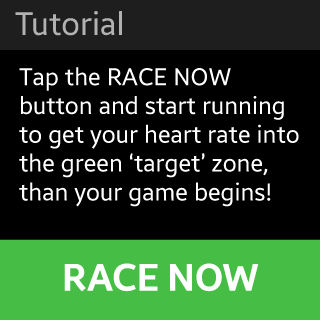 Tutorial
Tap the RACE NOW
button and start running
to get your heart rate into
the green ‘target’ zone,
than your game begins!
RACE NOW